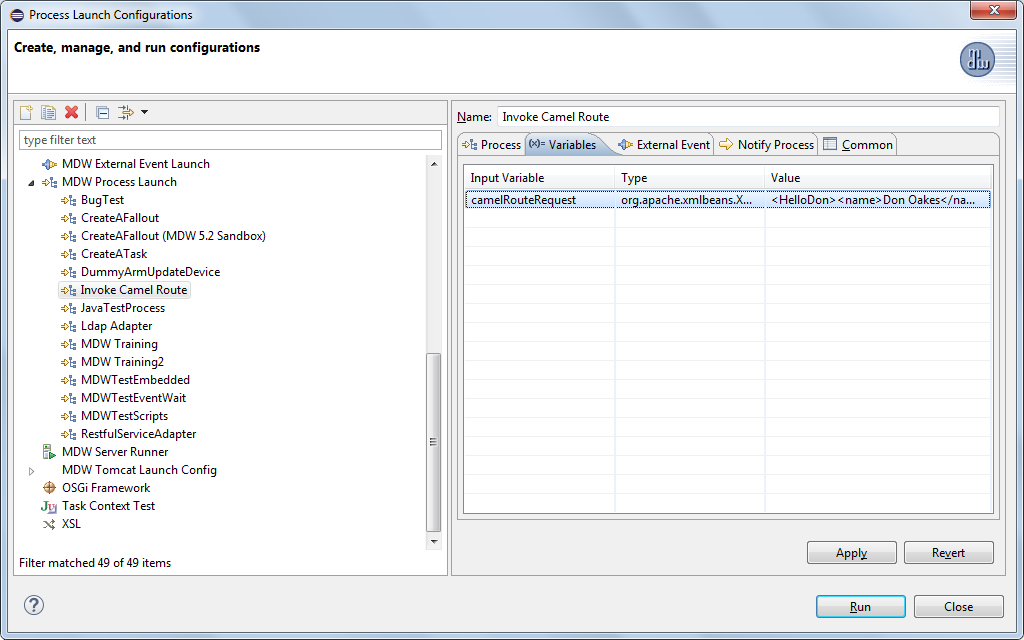 Process Launch Configurations
Create, manage, and run configurations
mdw
type filter text
MDW External Event Launch
MDW Process Launch
BugTest
CreateAFallout
CreateAFallout (MDW 5.2 Sandbox)
CreateATask
DummyArmUpdateDevice
Invoke Camel Route
JavaTestProcess
Ldap Adapter
MDW Training
MDW Training2
MDWTestEmbedded
MDWTestEventWait
MDWTestScripts
RestfulServiceAdapter
MDW Server Runner
MDW Tomcat Launch Config
OSGi Framework
Ju Task Context Test
XSL
Filter matched 49 of 49 items
Name: Invoke Camel Route
Process (x)= Variables External Event Notify Process Common
Input Variable Type Value
camelRouteRequest org.apache.xmlbeans.X... <HelloDon><name>Don Oakes</na...
Apply Revert
? Run Close